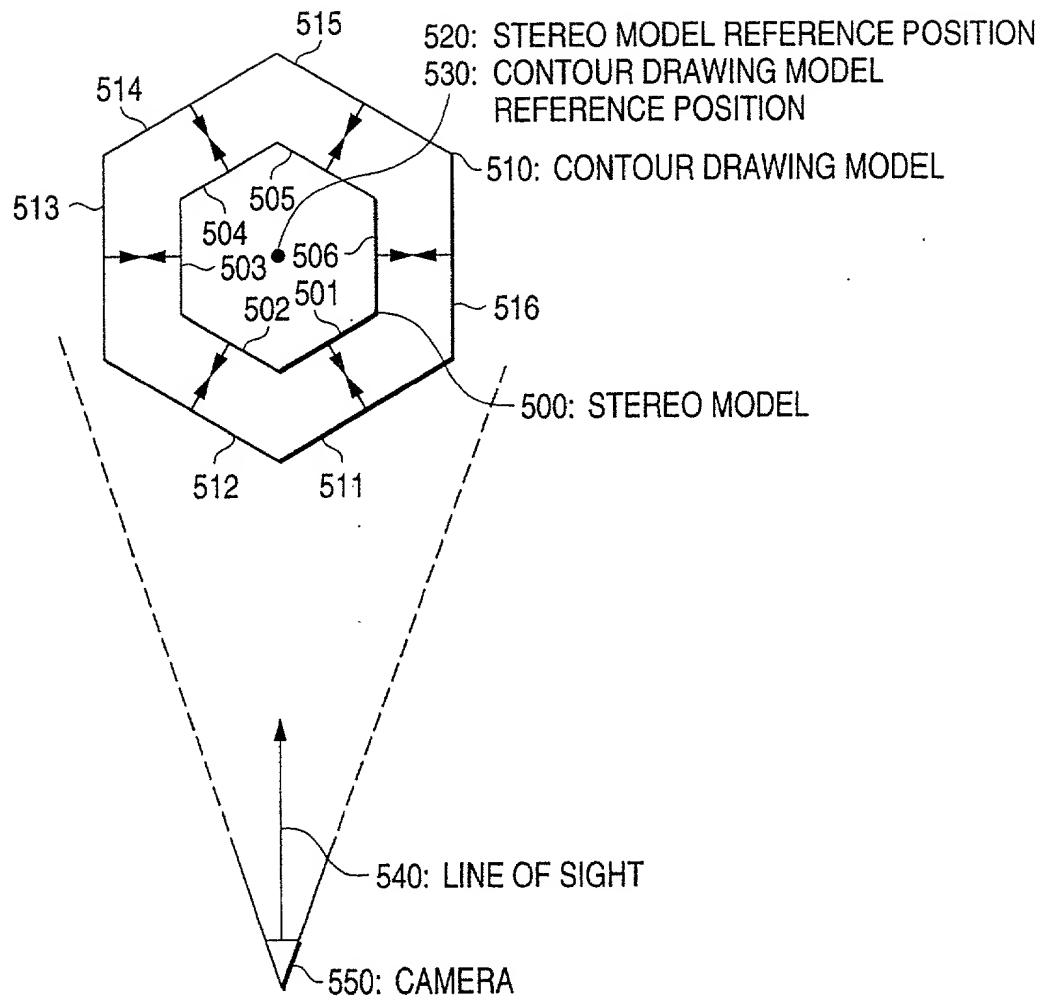 515
520: STEREO MODEL REFERENCE POSITION
530: CONTOUR DRAWING MODEL
REFERENCE POSITION
514
510: CONTOUR DRAWING MODEL
505
513
504
506
503
501
502
516
500: STEREO MODEL
512
511
540: LINE OF SIGHT
550: CAMERA